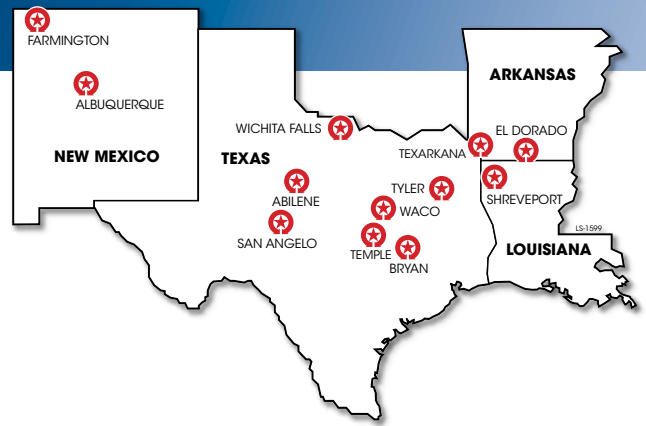 FARMINGTON
ARKANSAS
ALBUQUERQUE
WICHITA FALLS
EL DORADO
NEW MEXICO
TEXAS
TEXARKANA
TYLER
ABILENE
WACO
SHREVEPORT
SAN ANGELO
LS-1599
TEMPLE
LOUISIANA
BRYAN